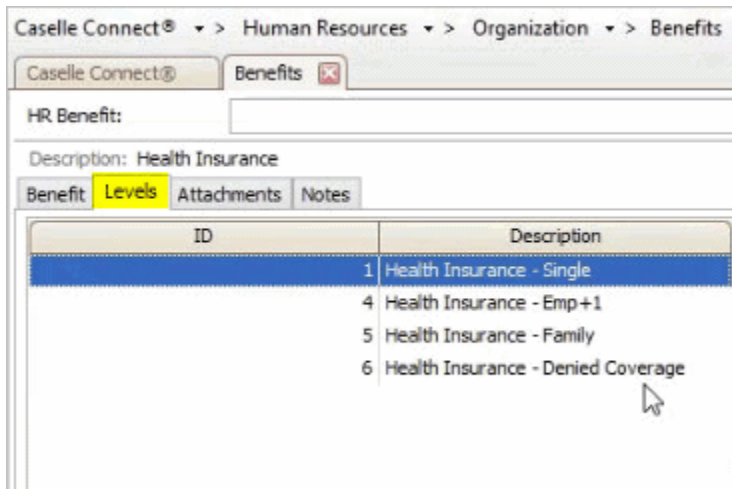 Caselle Connect® > Human Resources > Organization > Benefits
Caselle Connect® Benefits
HR Benefit:
Description: Health Insurance
Benefit Levels Attachments Notes
ID Description
1 Health Insurance - Single
4 Health Insurance - Emp+1
5 Health Insurance - Family
6 Health Insurance - Denied Coverage